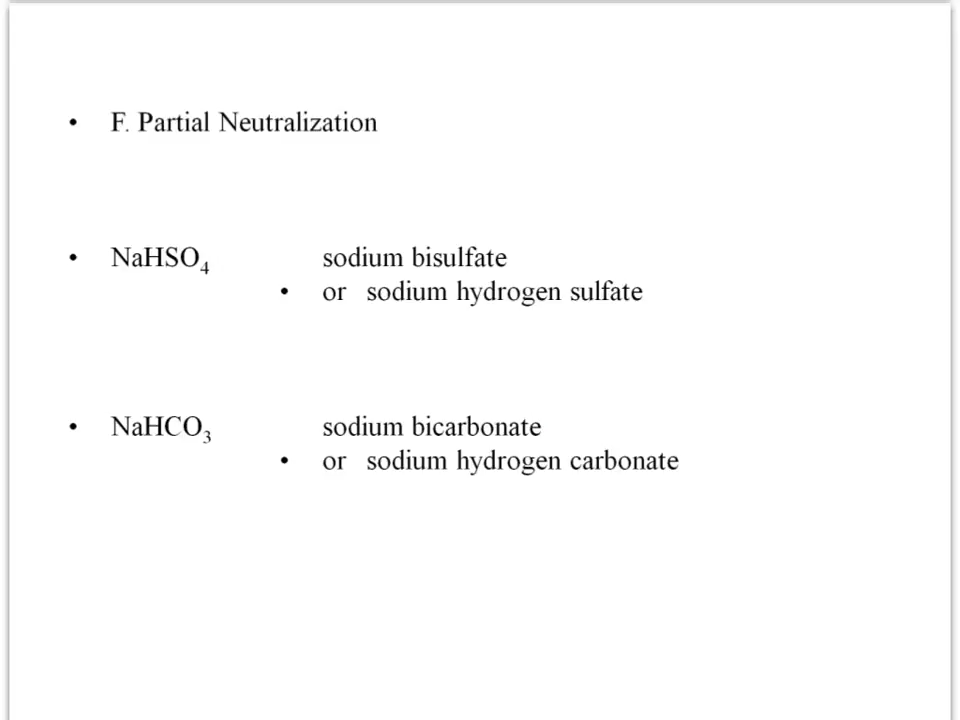 • F. Partial Neutralization
• NaHSO₄ sodium bisulfate
• or sodium hydrogen sulfate
• NaHCO₃ sodium bicarbonate
• or sodium hydrogen carbonate